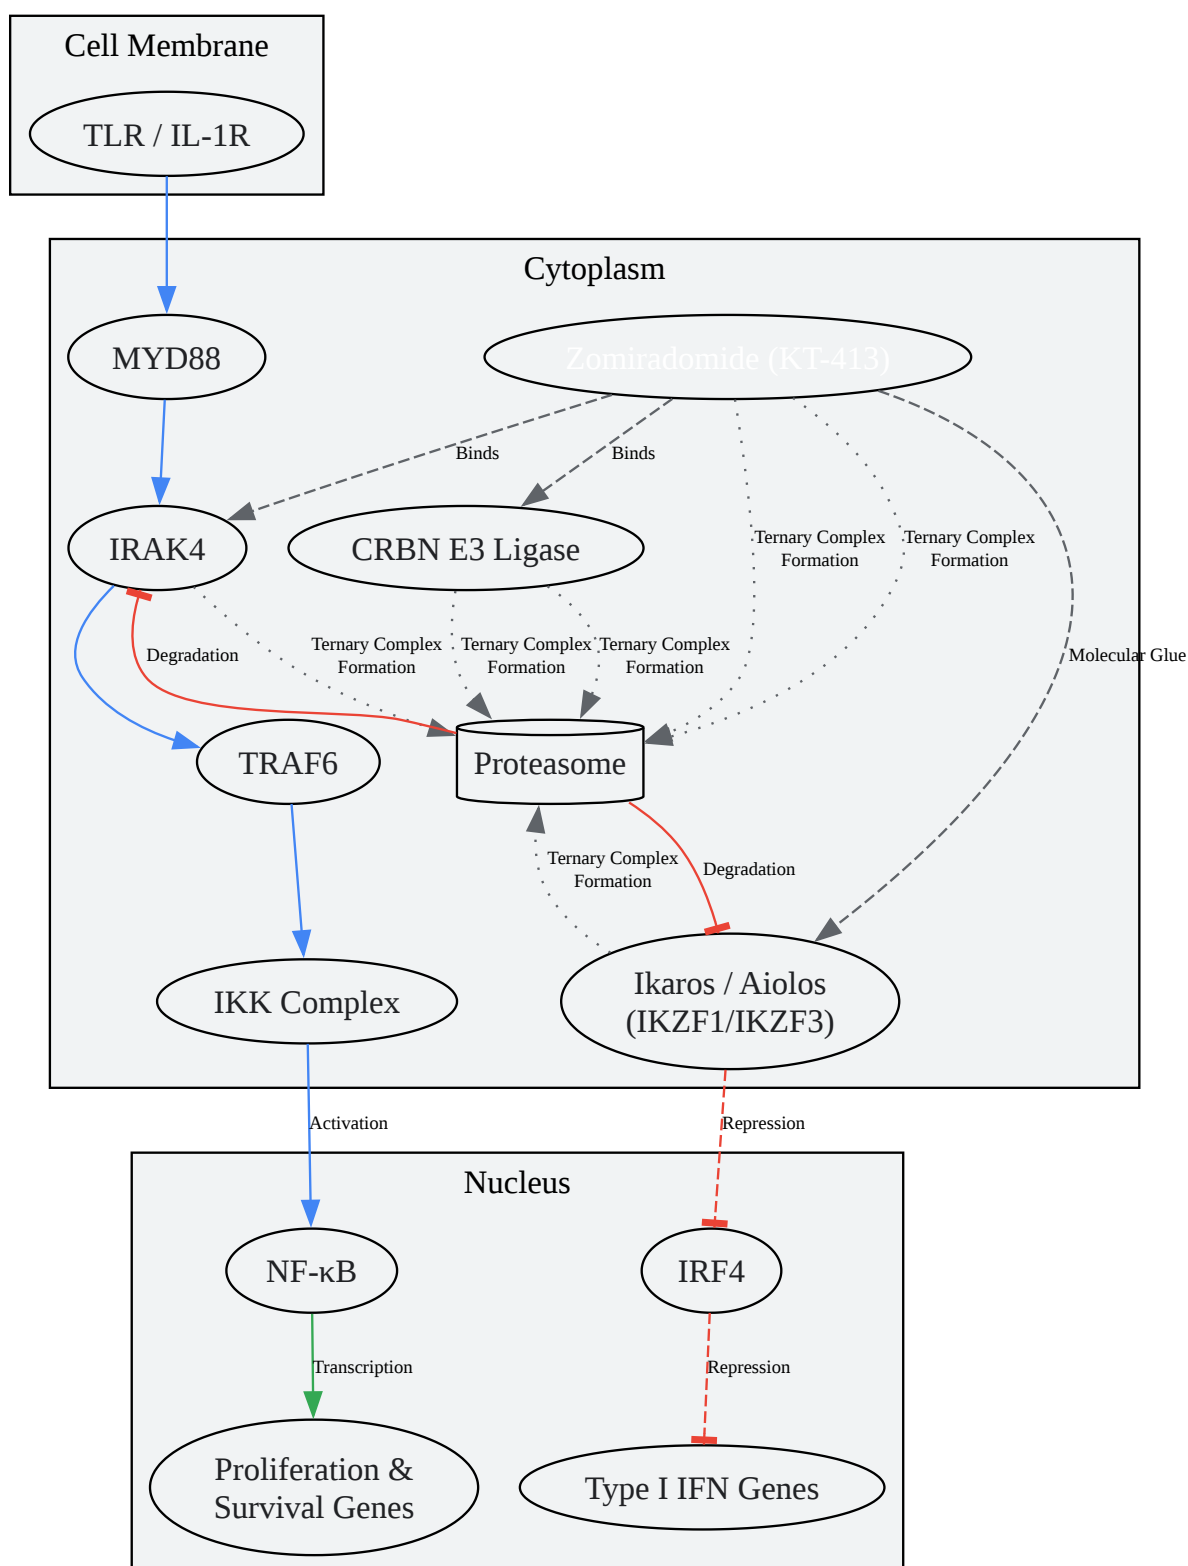 Cell Membrane
TLR / IL-1R
Cytoplasm
MYD88
Zomiradomide (KT-413)
Binds
Binds
IRAK4
CRBN E3 Ligase
Ternary Complex
Formation
Ternary Complex
Formation
Degradation
Ternary Complex
Formation
Ternary Complex
Formation
Ternary Complex
Formation
Molecular Glue
TRAF6
Proteasome
Ternary Complex
Formation
Degradation
IKK Complex
Ikaros / Aiolos
(IKZF1/IKZF3)
Activation
Repression
Nucleus
NF-κB
IRF4
Transcription
Repression
Proliferation &
Survival Genes
Type I IFN Genes